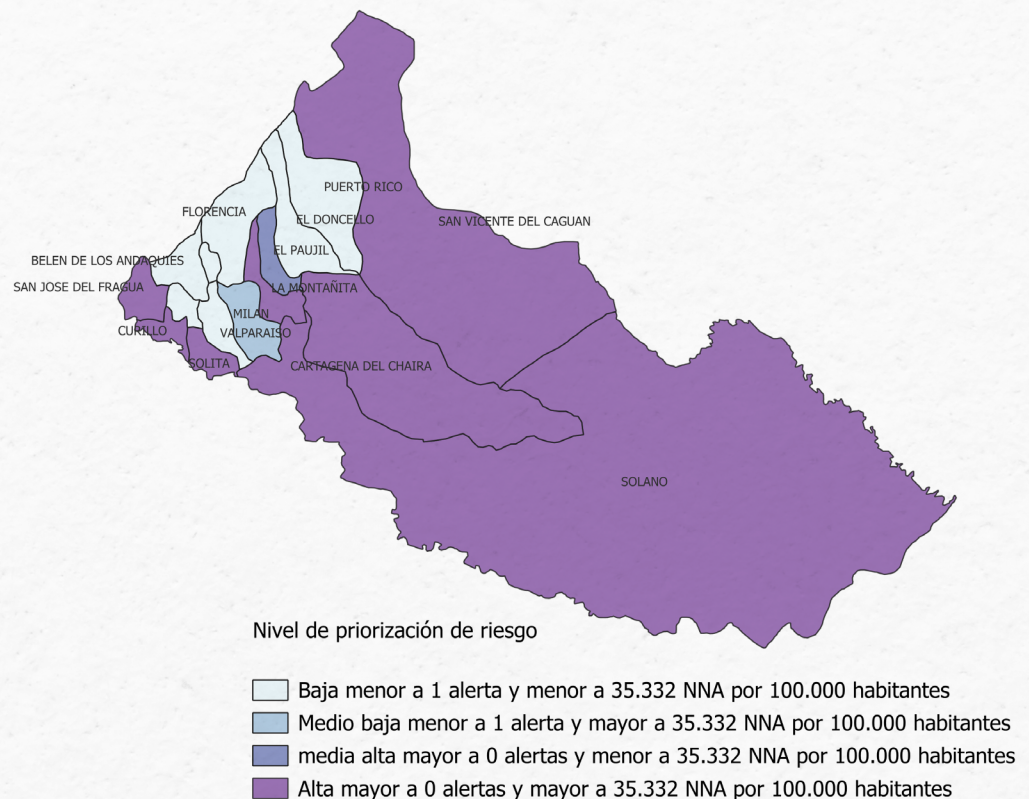 PUERTO RICO
FLORENCIA
EL DONCELLO
SAN VICENTE DEL CAGUAN
EL PAUJIL
BELEN DE LOS ANDAQUIES
SAN JOSE DEL FRAGUA
LA MONTAÑITA
MILAN
CURILLO
VALPARAISO
SOLITA
CARTAGENA DEL CHAIRA
SOLANO
Nivel de priorización de riesgo
Baja menor a 1 alerta y menor a 35.332 NNA por 100.000 habitantes
Medio baja menor a 1 alerta y mayor a 35.332 NNA por 100.000 habitantes
media alta mayor a 0 alertas y menor a 35.332 NNA por 100.000 habitantes
Alta mayor a 0 alertas y mayor a 35.332 NNA por 100.000 habitantes